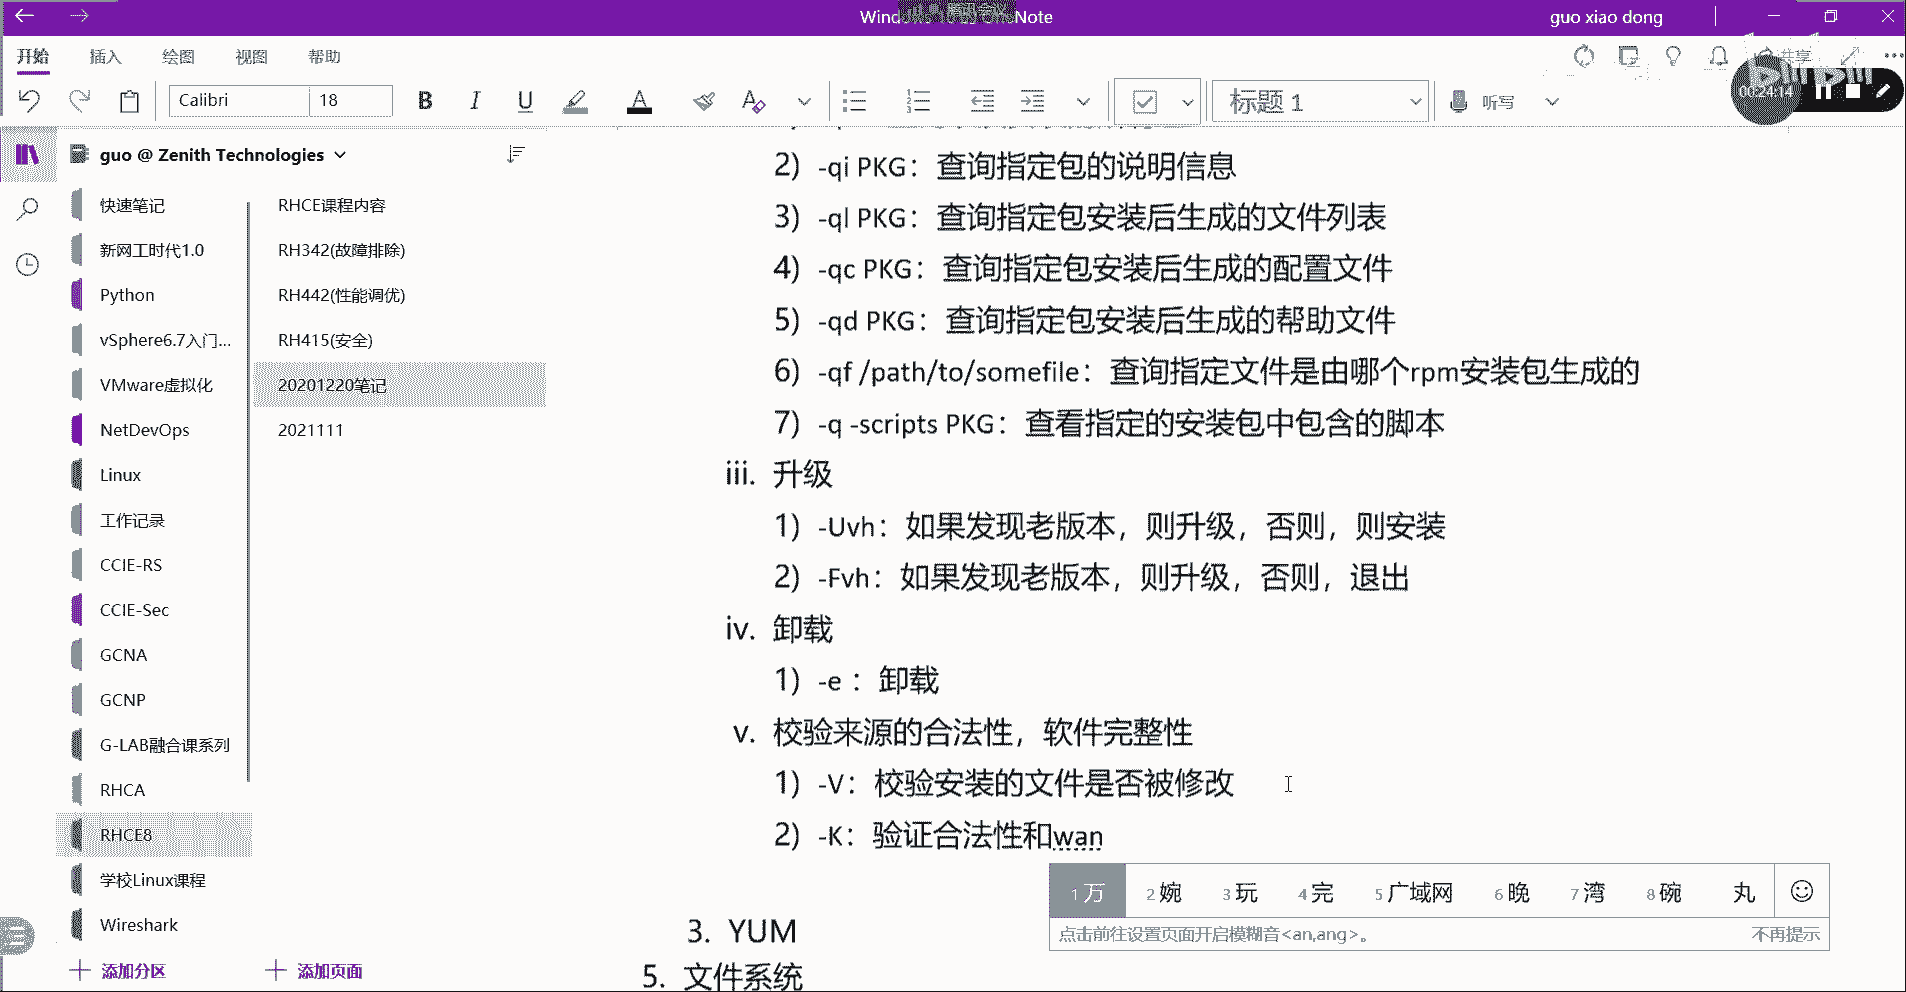 guo xiao dong
开始 插入 绘图 视图 帮助
共享
Calibri 18 B I U A 标题 1 听写
00:24:14
guo @ Zenith Technologies
快速笔记
新网工时代1.0
Python
vSphere6.7入门...
VMware虚拟化
NetDevOps
Linux
工作记录
CCIE-RS
CCIE-Sec
GCNA
GCNP
G-LAB融合课系列
RHCA
RHCE8
学校Linux课程
Wireshark
添加分区
RHCE课程内容
RH342(故障排除)
RH442(性能调优)
RH415(安全)
20201220笔记
2021111
添加页面
2) -qi PKG：查询指定包的说明信息
3) -ql PKG：查询指定包安装后生成的文件列表
4) -qc PKG：查询指定包安装后生成的配置文件
5) -qd PKG：查询指定包安装后生成的帮助文件
6) -qf /path/to/somefile：查询指定文件是由哪个rpm安装包生成的
7) -q -scripts PKG：查看指定的安装包中包含的脚本
iii. 升级
1) -Uvh：如果发现老版本，则升级，否则，则安装
2) -Fvh：如果发现老版本，则升级，否则，退出
iv. 卸载
1) -e ：卸载
v. 校验来源的合法性，软件完整性
1) -V：校验安装的文件是否被修改
2) -K：验证合法性和wan
1 万 2 婉 3 玩 4 完 5 广域网 6 晚 7 湾 8 碗 丸
点击前往设置页面开启模糊音<an,ang>。 不再提示
3. YUM
5. 文件系统